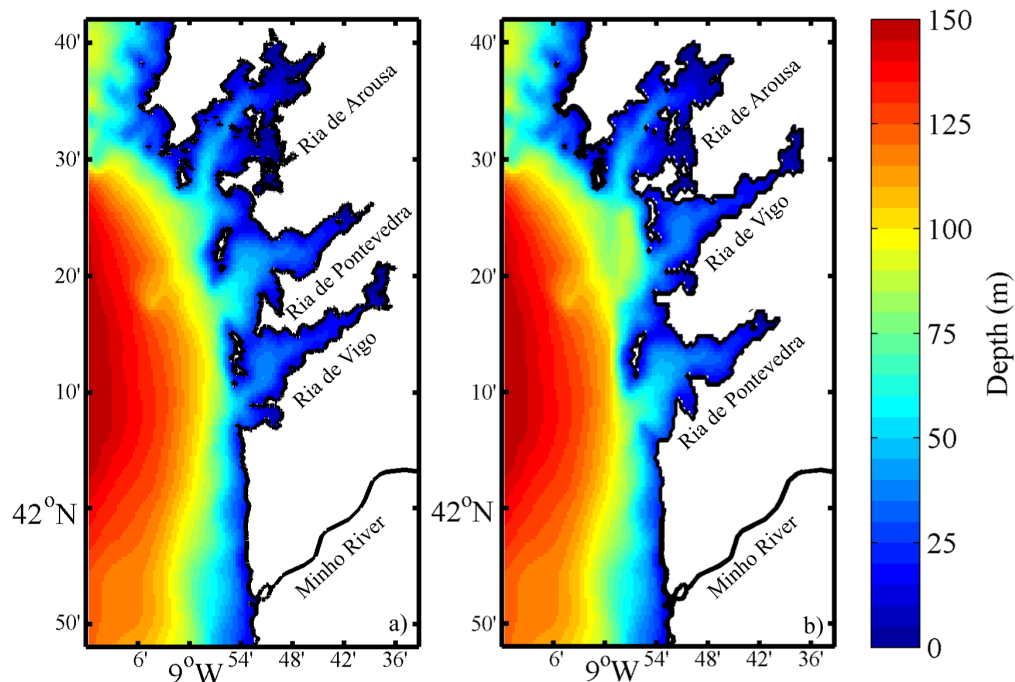 40'
30'
20'
10'
42°N
50'
6'
9°W
54'
48'
42'
36'
Ria de Arousa
Ria de Pontevedra
Ria de Vigo
Minho River
a)
40'
30'
20'
10'
42°N
50'
6'
9°W
54'
48'
42'
36'
Ria de Arousa
Ria de Vigo
Ria de Pontevedra
Minho River
b)
150
125
100
75
50
25
0
Depth (m)